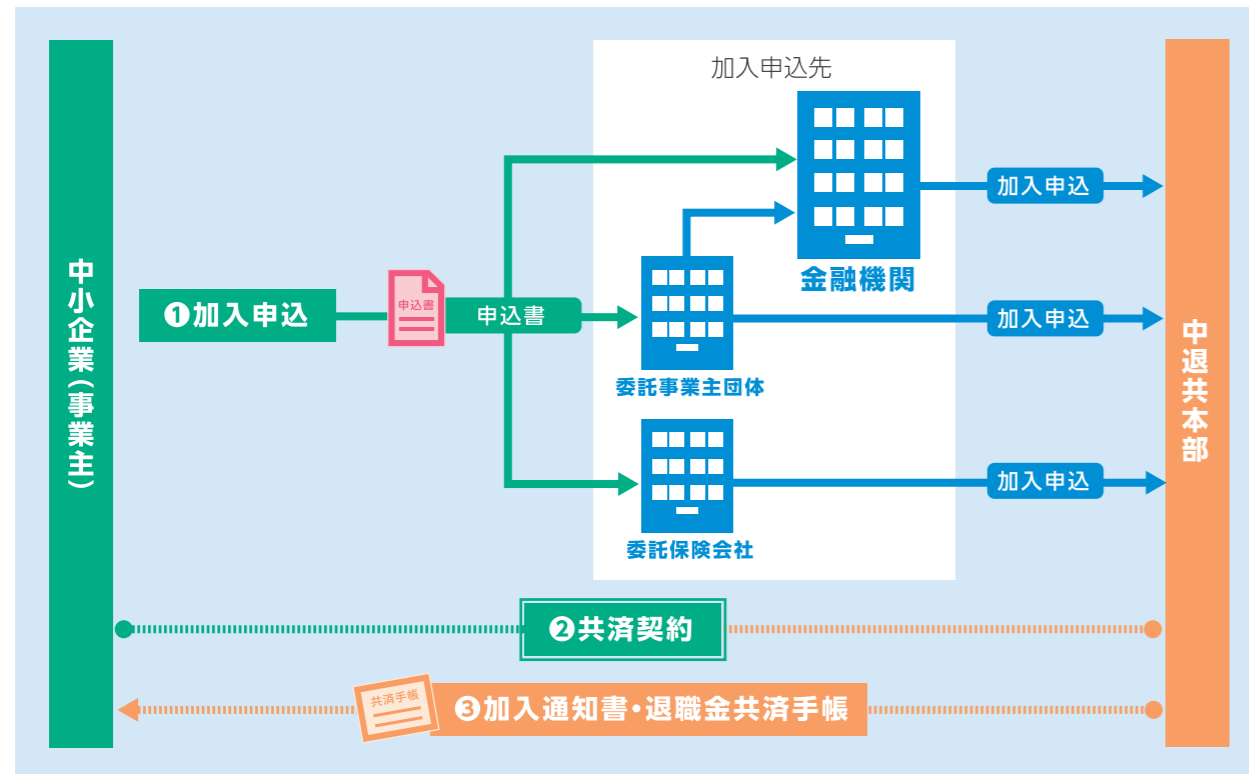 加入申込先
中小企業(事業主)
❶加入申込
申込書
申込書
金融機関
委託事業主団体
委託保険会社
加入申込
加入申込
加入申込
中退共本部
❷共済契約
共済手帳
❸加入通知書・退職金共済手帳